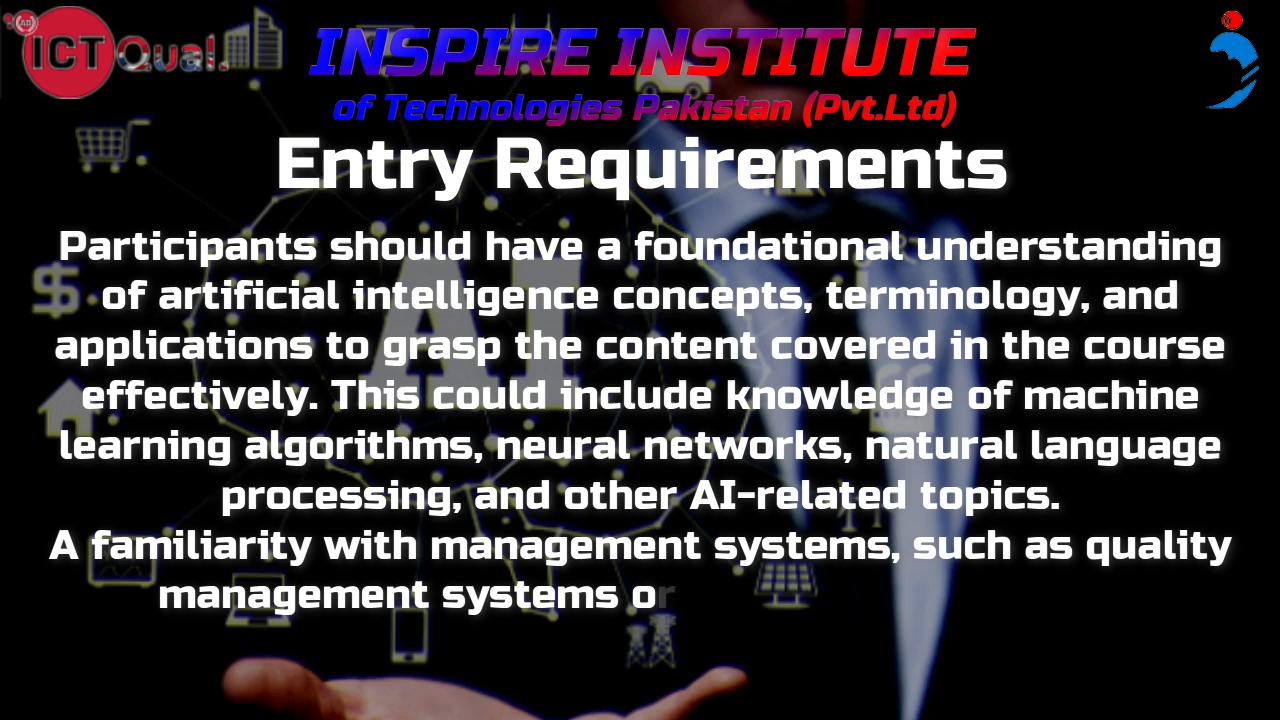 ICTQual.
INSPIRE INSTITUTE
of Technologies Pakistan (Pvt.Ltd)
Entry Requirements
Participants should have a foundational understanding
of artificial intelligence concepts, terminology, and
applications to grasp the content covered in the course
effectively. This could include knowledge of machine
learning algorithms, neural networks, natural language
processing, and other AI-related topics.
A familiarity with management systems, such as quality
management systems or
AI
$